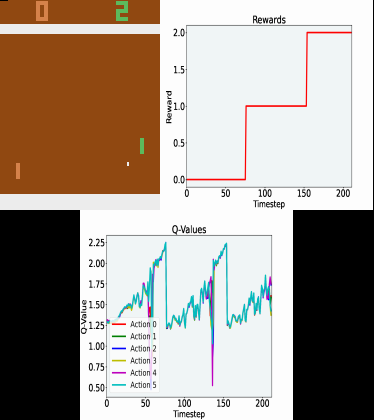 0 2
Rewards
2.0
1.5
1.0
0.5
0.0
Reward
0 50 100 150 200
Timestep
Q-Values
2.25
2.00
1.75
1.50
1.25
1.00
0.75
0.50
Q-Value
Action 0
Action 1
Action 2
Action 3
Action 4
Action 5
0 50 100 150 200
Timestep